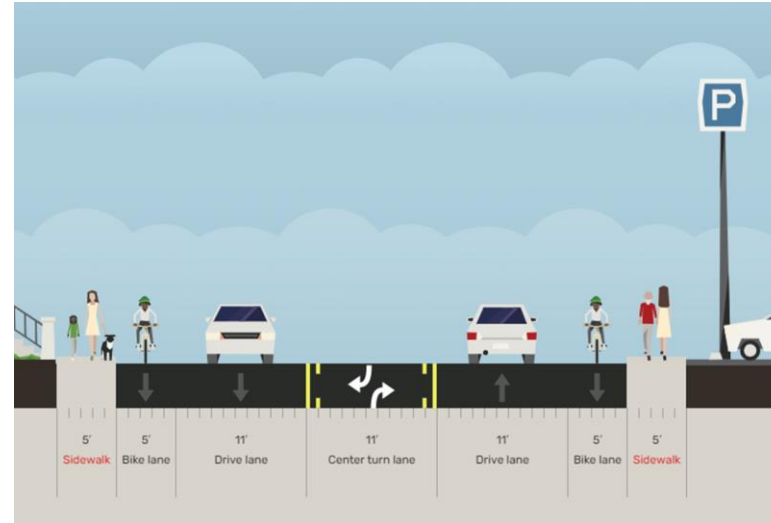 P
5' 5' 11' 11' 11' 5' 5'
Sidewalk Bike lane Drive lane Center turn lane Drive lane Bike lane Sidewalk